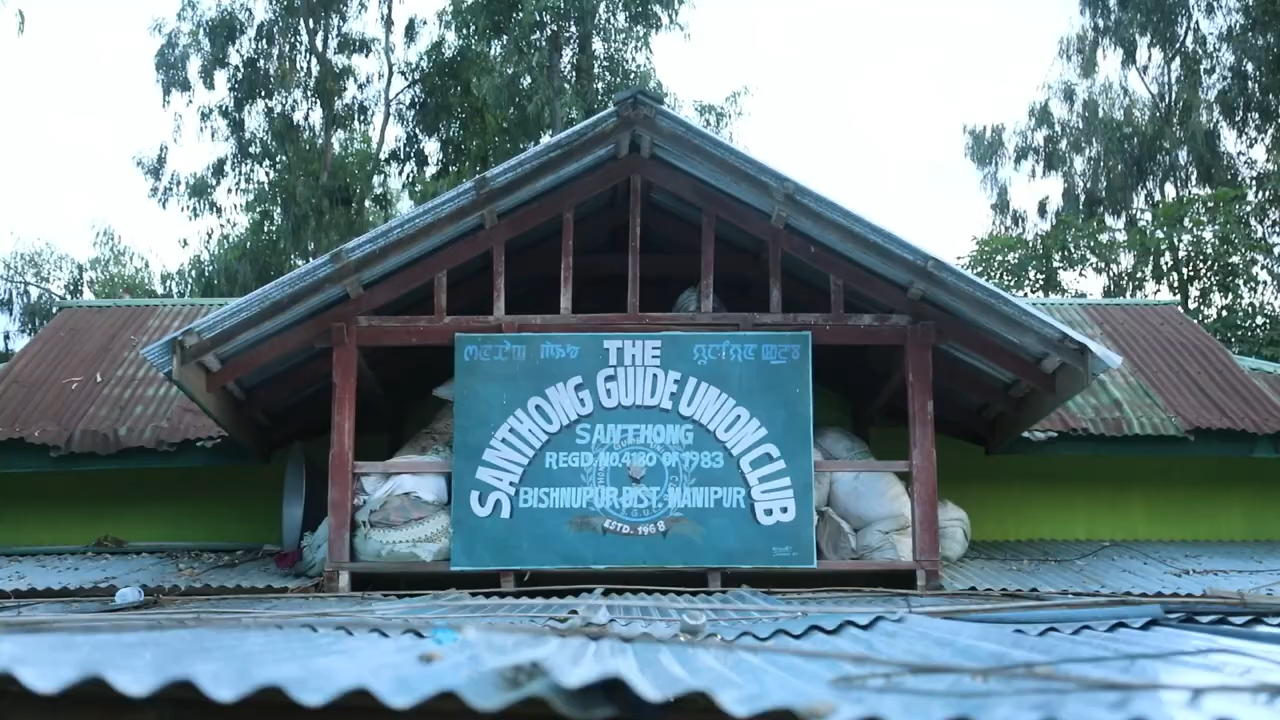 THE
SANTHONG GUIDE UNION CLUB
SANTHONG
REGD. NO. 4180 OF 1983
BISHNUPUR DIST. MANIPUR
ESTD. 1968